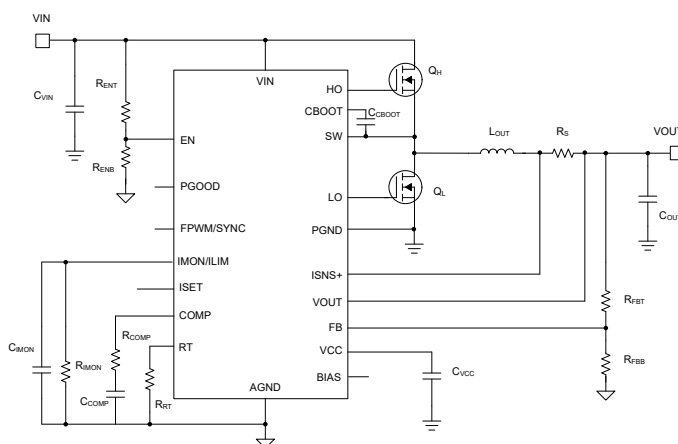 VIN
VIN
HO
QH
RENT
CVIN
CBOOT
CCBOOT
SW
LOUT
RS
VOUT
EN
RENB
PGOOD
LO
QL
COUT
FPWM/SYNC
PGND
IMON/ILIM
ISNS+
ISET
VOUT
RFBT
COMP
FB
RCOMP
CIMON
RIMON
RT
VCC
RFBB
CCOMP
RRT
BIAS
CVCC
AGND